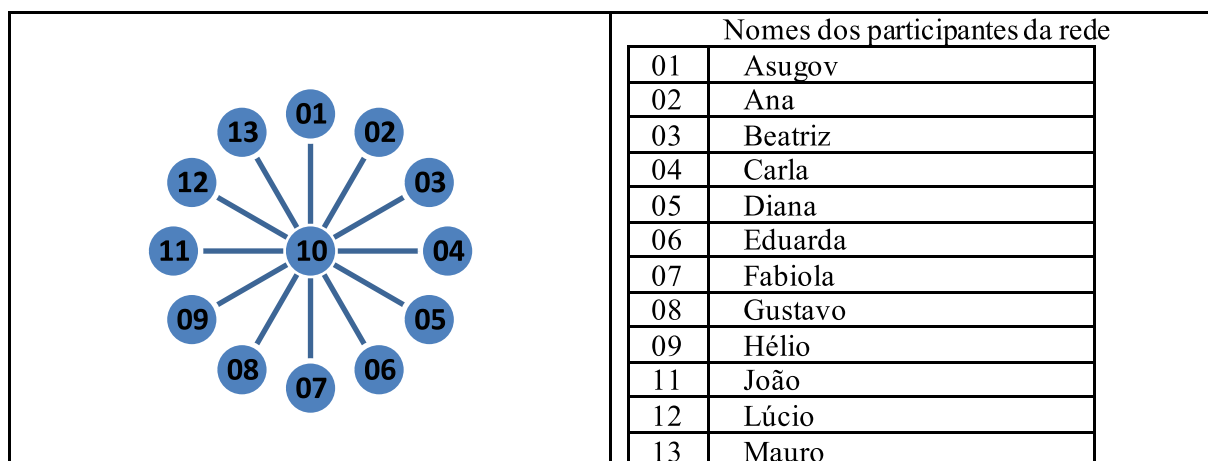 01
13
02
12
03
11
10
04
09
05
08
06
07
Nomes dos participantes da rede
01 Asugov
02 Ana
03 Beatriz
04 Carla
05 Diana
06 Eduarda
07 Fabiola
08 Gustavo
09 Hélio
11 João
12 Lúcio
13 Mauro